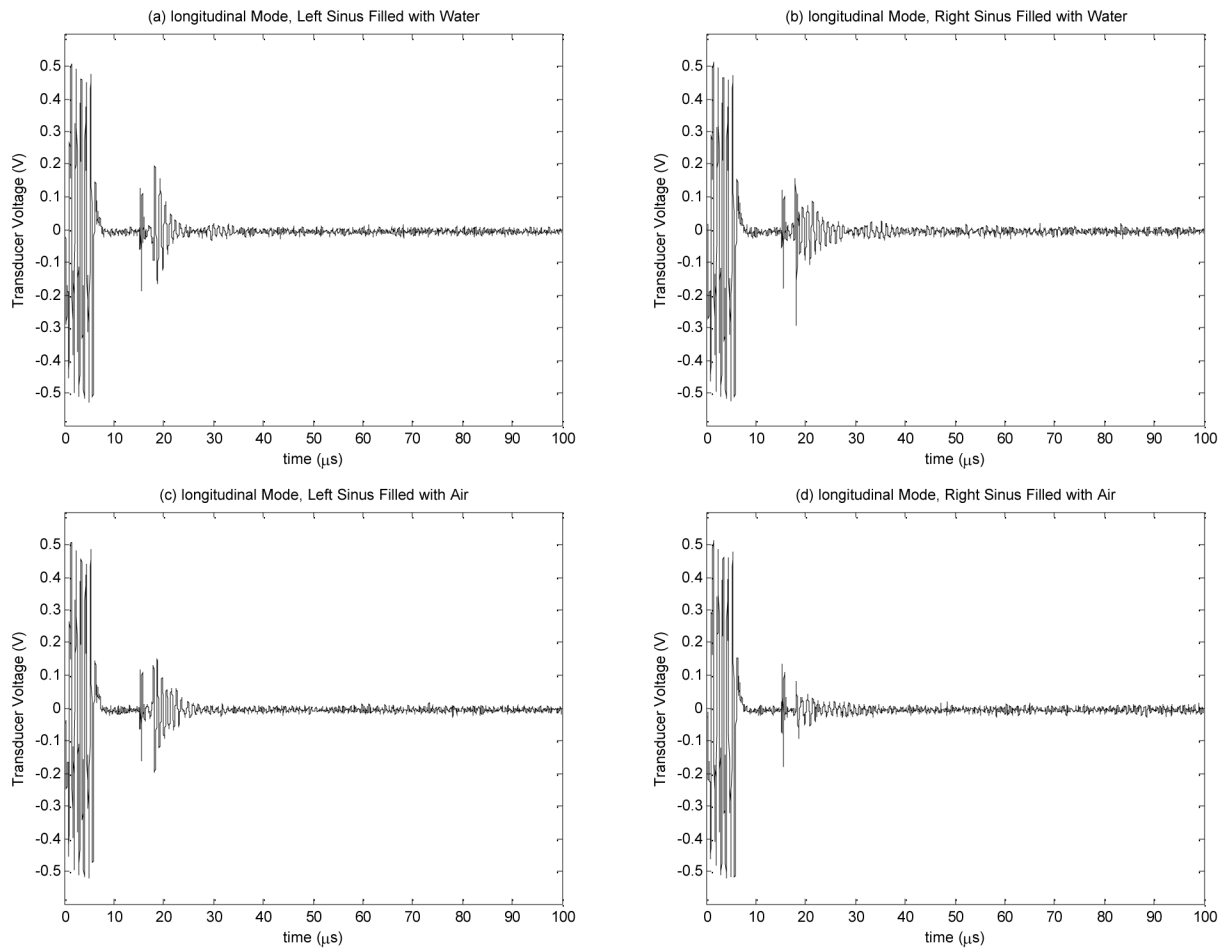 (a) longitudinal Mode, Left Sinus Filled with Water
Transducer Voltage (V)
0.5
0.4
0.3
0.2
0.1
0
-0.1
-0.2
-0.3
-0.4
-0.5
0 10 20 30 40 50 60 70 80 90 100
time (μs)
(b) longitudinal Mode, Right Sinus Filled with Water
Transducer Voltage (V)
0.5
0.4
0.3
0.2
0.1
0
-0.1
-0.2
-0.3
-0.4
-0.5
0 10 20 30 40 50 60 70 80 90 100
time (μs)
(c) longitudinal Mode, Left Sinus Filled with Air
Transducer Voltage (V)
0.5
0.4
0.3
0.2
0.1
0
-0.1
-0.2
-0.3
-0.4
-0.5
0 10 20 30 40 50 60 70 80 90 100
time (μs)
(d) longitudinal Mode, Right Sinus Filled with Air
Transducer Voltage (V)
0.5
0.4
0.3
0.2
0.1
0
-0.1
-0.2
-0.3
-0.4
-0.5
0 10 20 30 40 50 60 70 80 90 100
time (μs)